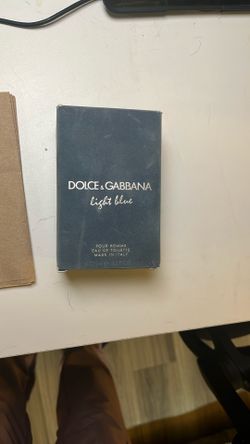 DOLCE & GABBANA
light blue
POUR HOMME
EAU DE TOILETTE
MADE IN ITALY